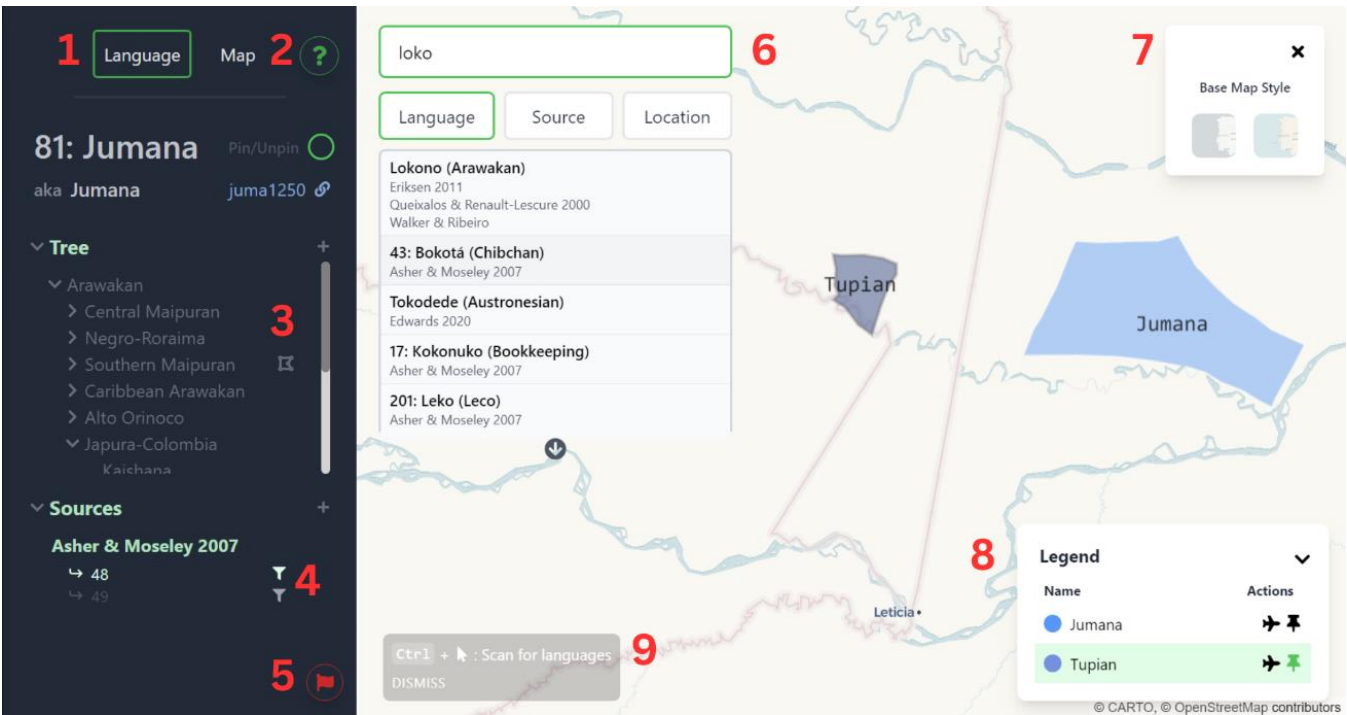 1
Language
Map
2
?
81: Jumana
Pin/Unpin
aka Jumana
juma1250
Tree
+
Arawakan
Central Maipuran
Negro-Roraima
3
Southern Maipuran
Caribbean Arawakan
Alto Orinoco
Japura-Colombia
Kaishana
Sources
+
Asher & Moseley 2007
48
4
49
5
loko
6
Language
Source
Location
Lokono (Arawakan)
Eriksen 2011
Queixalos & Renault-Lescure 2000
Walker & Ribeiro
43: Bokotá (Chibchan)
Asher & Moseley 2007
Tokodede (Austronesian)
Edwards 2020
17: Kokonuko (Bookkeeping)
Asher & Moseley 2007
201: Leko (Leco)
Asher & Moseley 2007
7
Base Map Style
Tupian
Jumana
Leticia
8
Legend
Name
Actions
Jumana
Tupian
Ctrl + : Scan for languages
DISMISS
9
© CARTO, © OpenStreetMap contributors